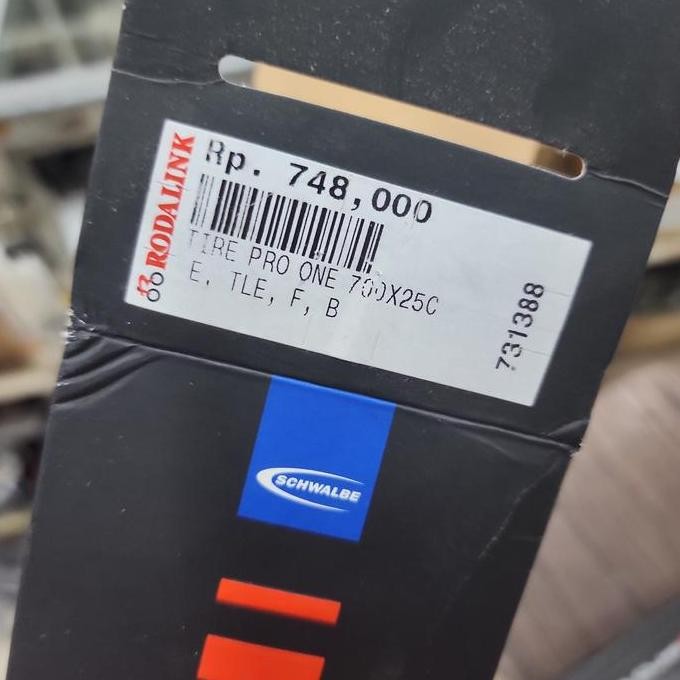 RODALINK
Rp. 748,000
TIRE PRO ONE 700X25C
E, TLE, F, B
731388
SCHWALBE